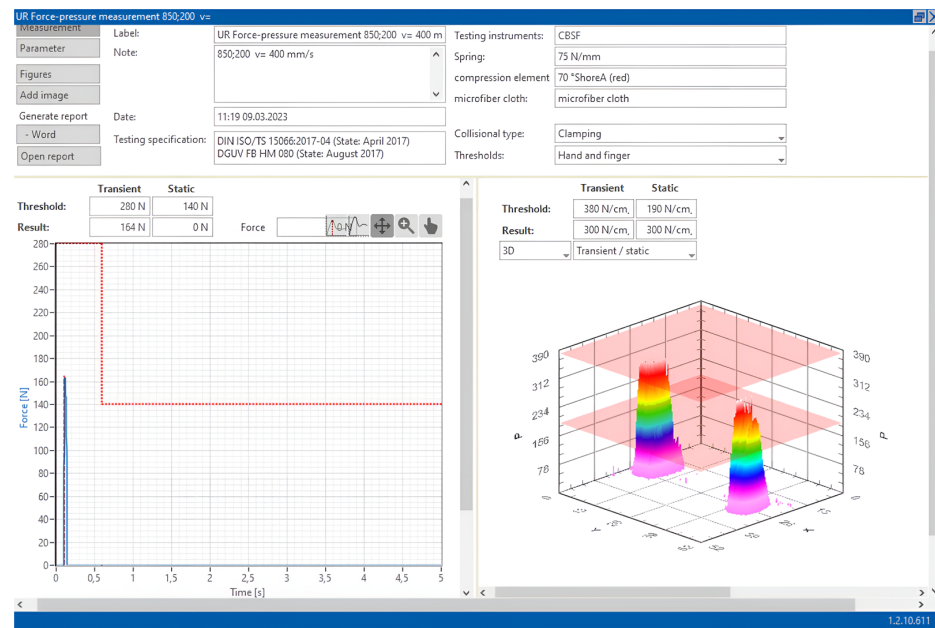 UR Force-pressure measurement 850;200 v=
Measurement
Parameter
Figures
Add image
Generate report
- Word
Open report
Label:
UR Force-pressure measurement 850;200 v= 400 m
Note:
850;200 v= 400 mm/s
Date:
11:19 09.03.2023
Testing specification:
DIN ISO/TS 15066:2017-04 (State: April 2017)
DGUV FB HM 080 (State: August 2017)
Testing instruments:
CBSF
Spring:
75 N/mm
compression element
70 °ShoreA (red)
microfiber cloth:
microfiber cloth
Collisional type:
Clamping
Thresholds:
Hand and finger
Transient Static
Threshold: 280 N 140 N
Result: 164 N 0 N Force
280
260
240
220
200
180
160
140
120
100
80
60
40
20
0
Force [N]
0 0,5 1 1,5 2 2,5 3 3,5 4 4,5 5
Time [s]
Transient Static
Threshold: 380 N/cm, 190 N/cm,
Result: 300 N/cm, 300 N/cm,
3D Transient / static
390 390
312 312
234 234
P 156 156 P
78 78
0 0
Y X
1.2.10.611